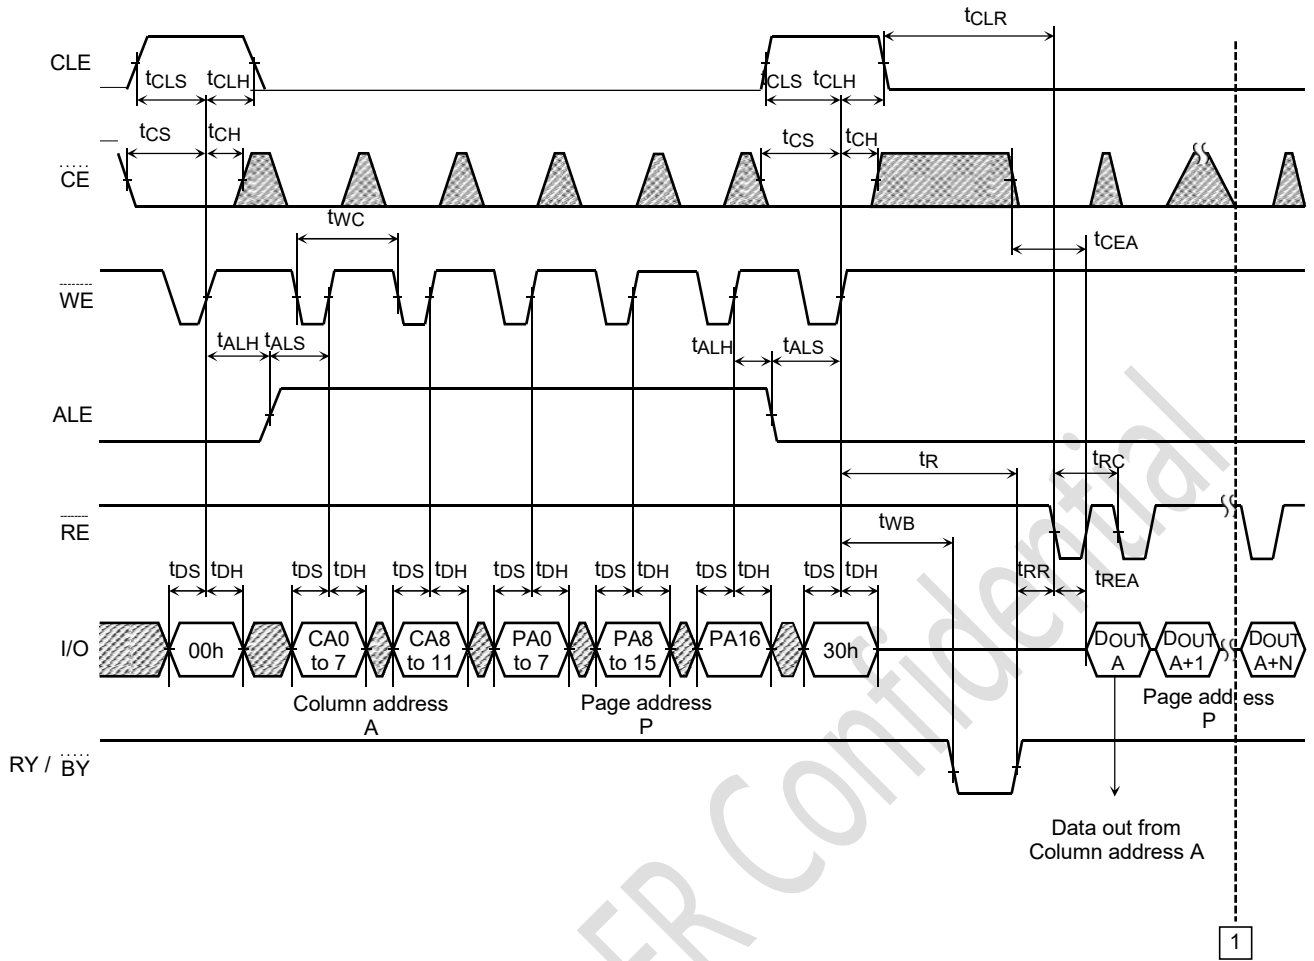 tCLR
CLE
tCLS tCLH tCLS tCLH
tCS tCH tCS tCH
CE
tWC
tCEA
WE
tALH tALS tALH tALS
ALE
tR tRC
RE
tWB
tDS tDH tDS tDH tDS tDH tDS tDH tDS tDH tDS tDH tDS tDH tRR tREA
I/O 00h CA0 to 7 CA8 to 11 PA0 to 7 PA8 to 15 PA16 30h DOUT A DOUT A+1 DOUT A+N
Column address A
Page address P
Page address P
RY / BY
Data out from
Column address A
1
ER Confidential